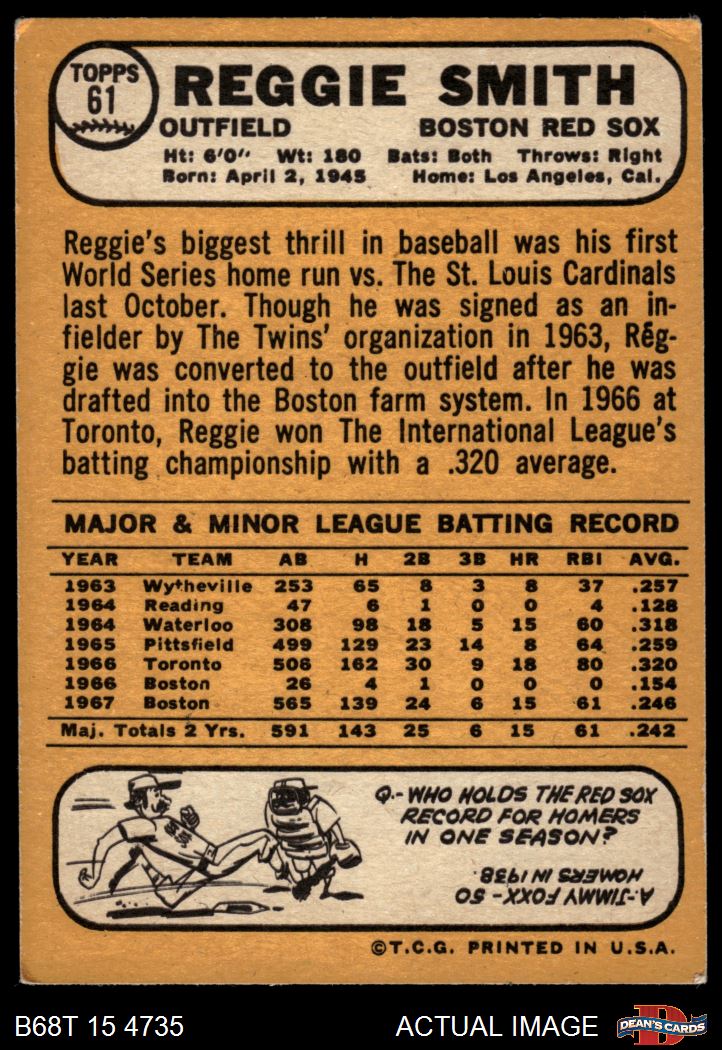 TOPPS
61
REGGIE SMITH
OUTFIELD BOSTON RED SOX
Ht: 6'0" Wt: 180 Bats: Both Throws: Right
Born: April 2, 1945 Home: Los Angeles, Cal.
Reggie's biggest thrill in baseball was his first
World Series home run vs. The St. Louis Cardinals
last October. Though he was signed as an in-
fielder by The Twins' organization in 1963, Reg-
gie was converted to the outfield after he was
drafted into the Boston farm system. In 1966 at
Toronto, Reggie won The International League's
batting championship with a .320 average.
MAJOR & MINOR LEAGUE BATTING RECORD
YEAR TEAM AB H 2B 3B HR RBI AVG.
1963 Wytheville 253 65 8 3 8 37 .257
1964 Reading 47 6 1 0 0 4 .128
1964 Waterloo 308 98 18 5 15 60 .318
1965 Pittsfield 499 129 23 14 8 64 .259
1966 Toronto 506 162 30 9 18 80 .320
1966 Boston 26 4 1 0 0 0 .154
1967 Boston 565 139 24 6 15 61 .246
Maj. Totals 2 Yrs. 591 143 25 6 15 61 .242
Q.- WHO HOLDS THE RED SOX
RECORD FOR HOMERS
IN ONE SEASON?
A.- JIMMY FOXX - 50
HOMERS IN 1938.
©T.C.G. PRINTED IN U.S.A.
B68T 15 4735 ACTUAL IMAGE
D
DEAN'S CARDS